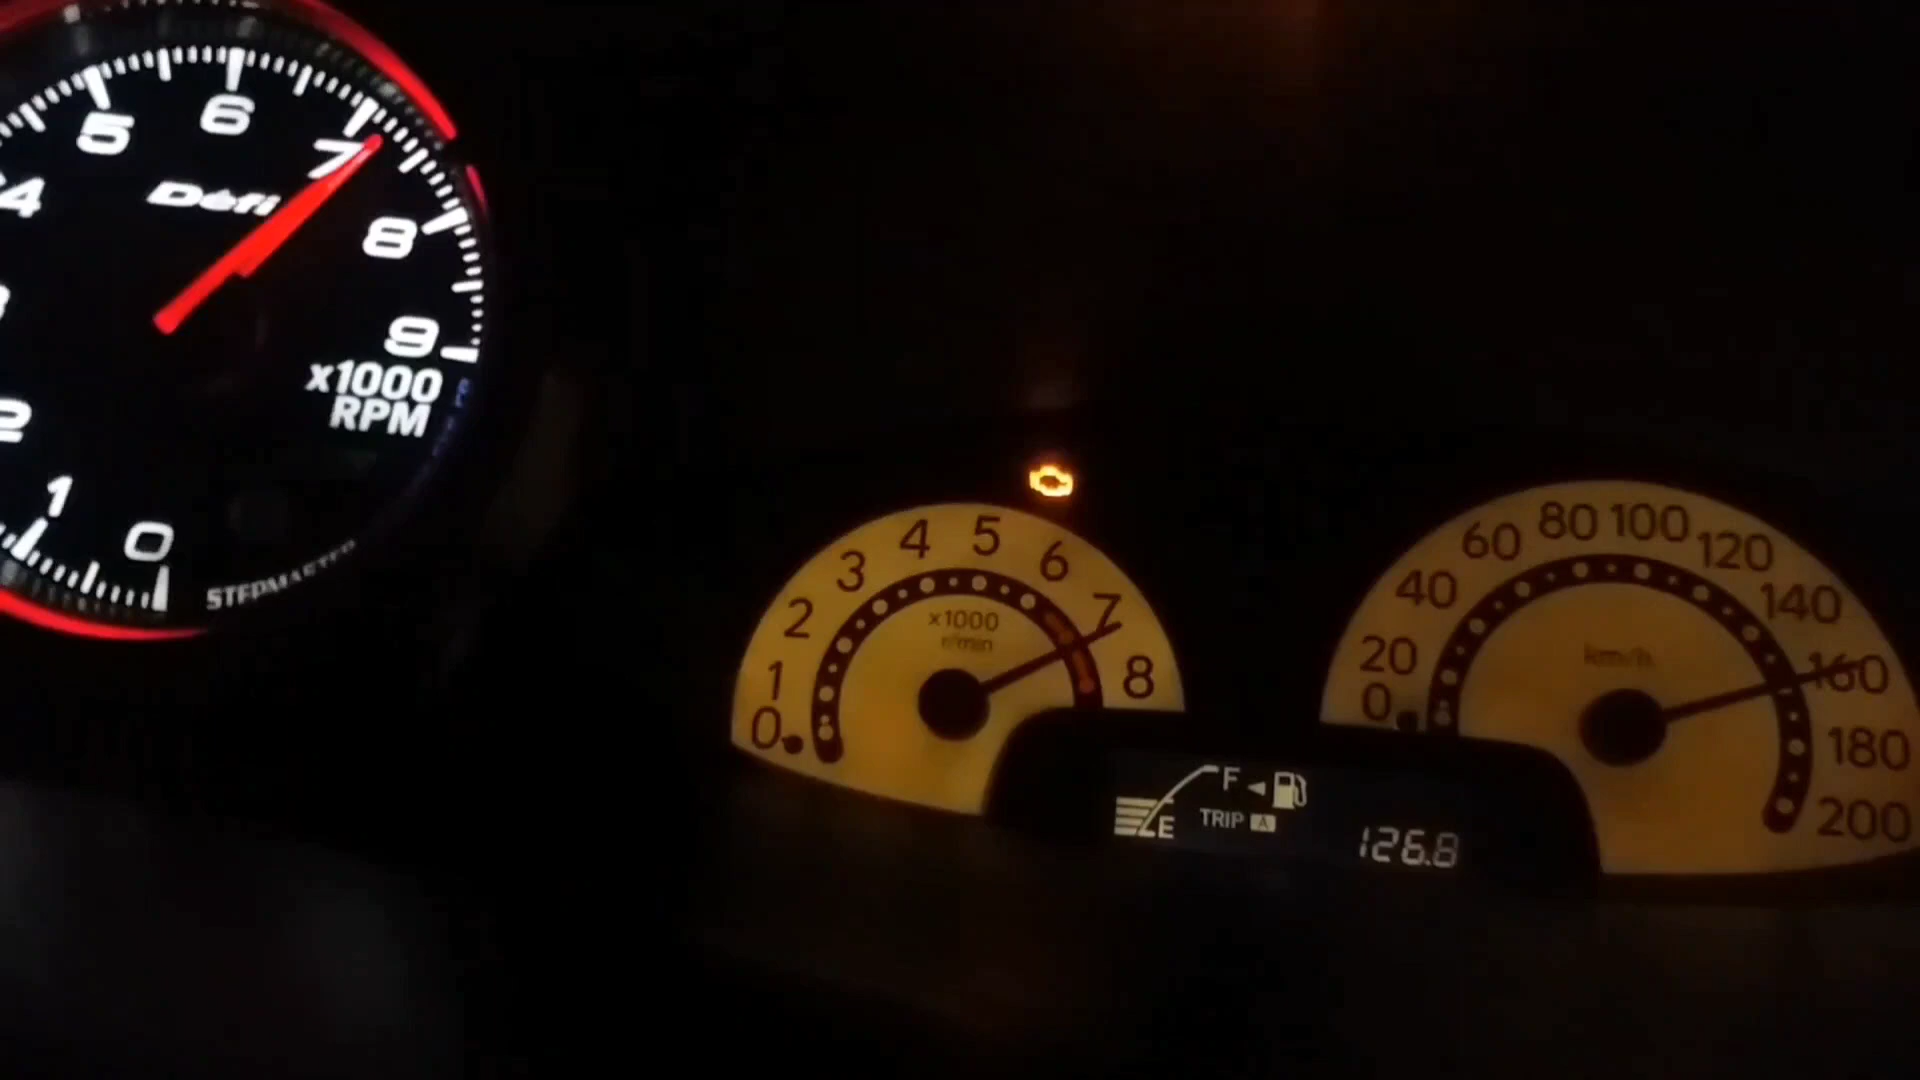 5 6 7
4 Defi
8
9
x1000
RPM
2
1
0
STEPMASTER
0 1 2 3 4 5 6 7 8
x1000
r/min
0 20 40 60 80 100 120 140 160 180 200
km/h
F
E TRIP A
126.8